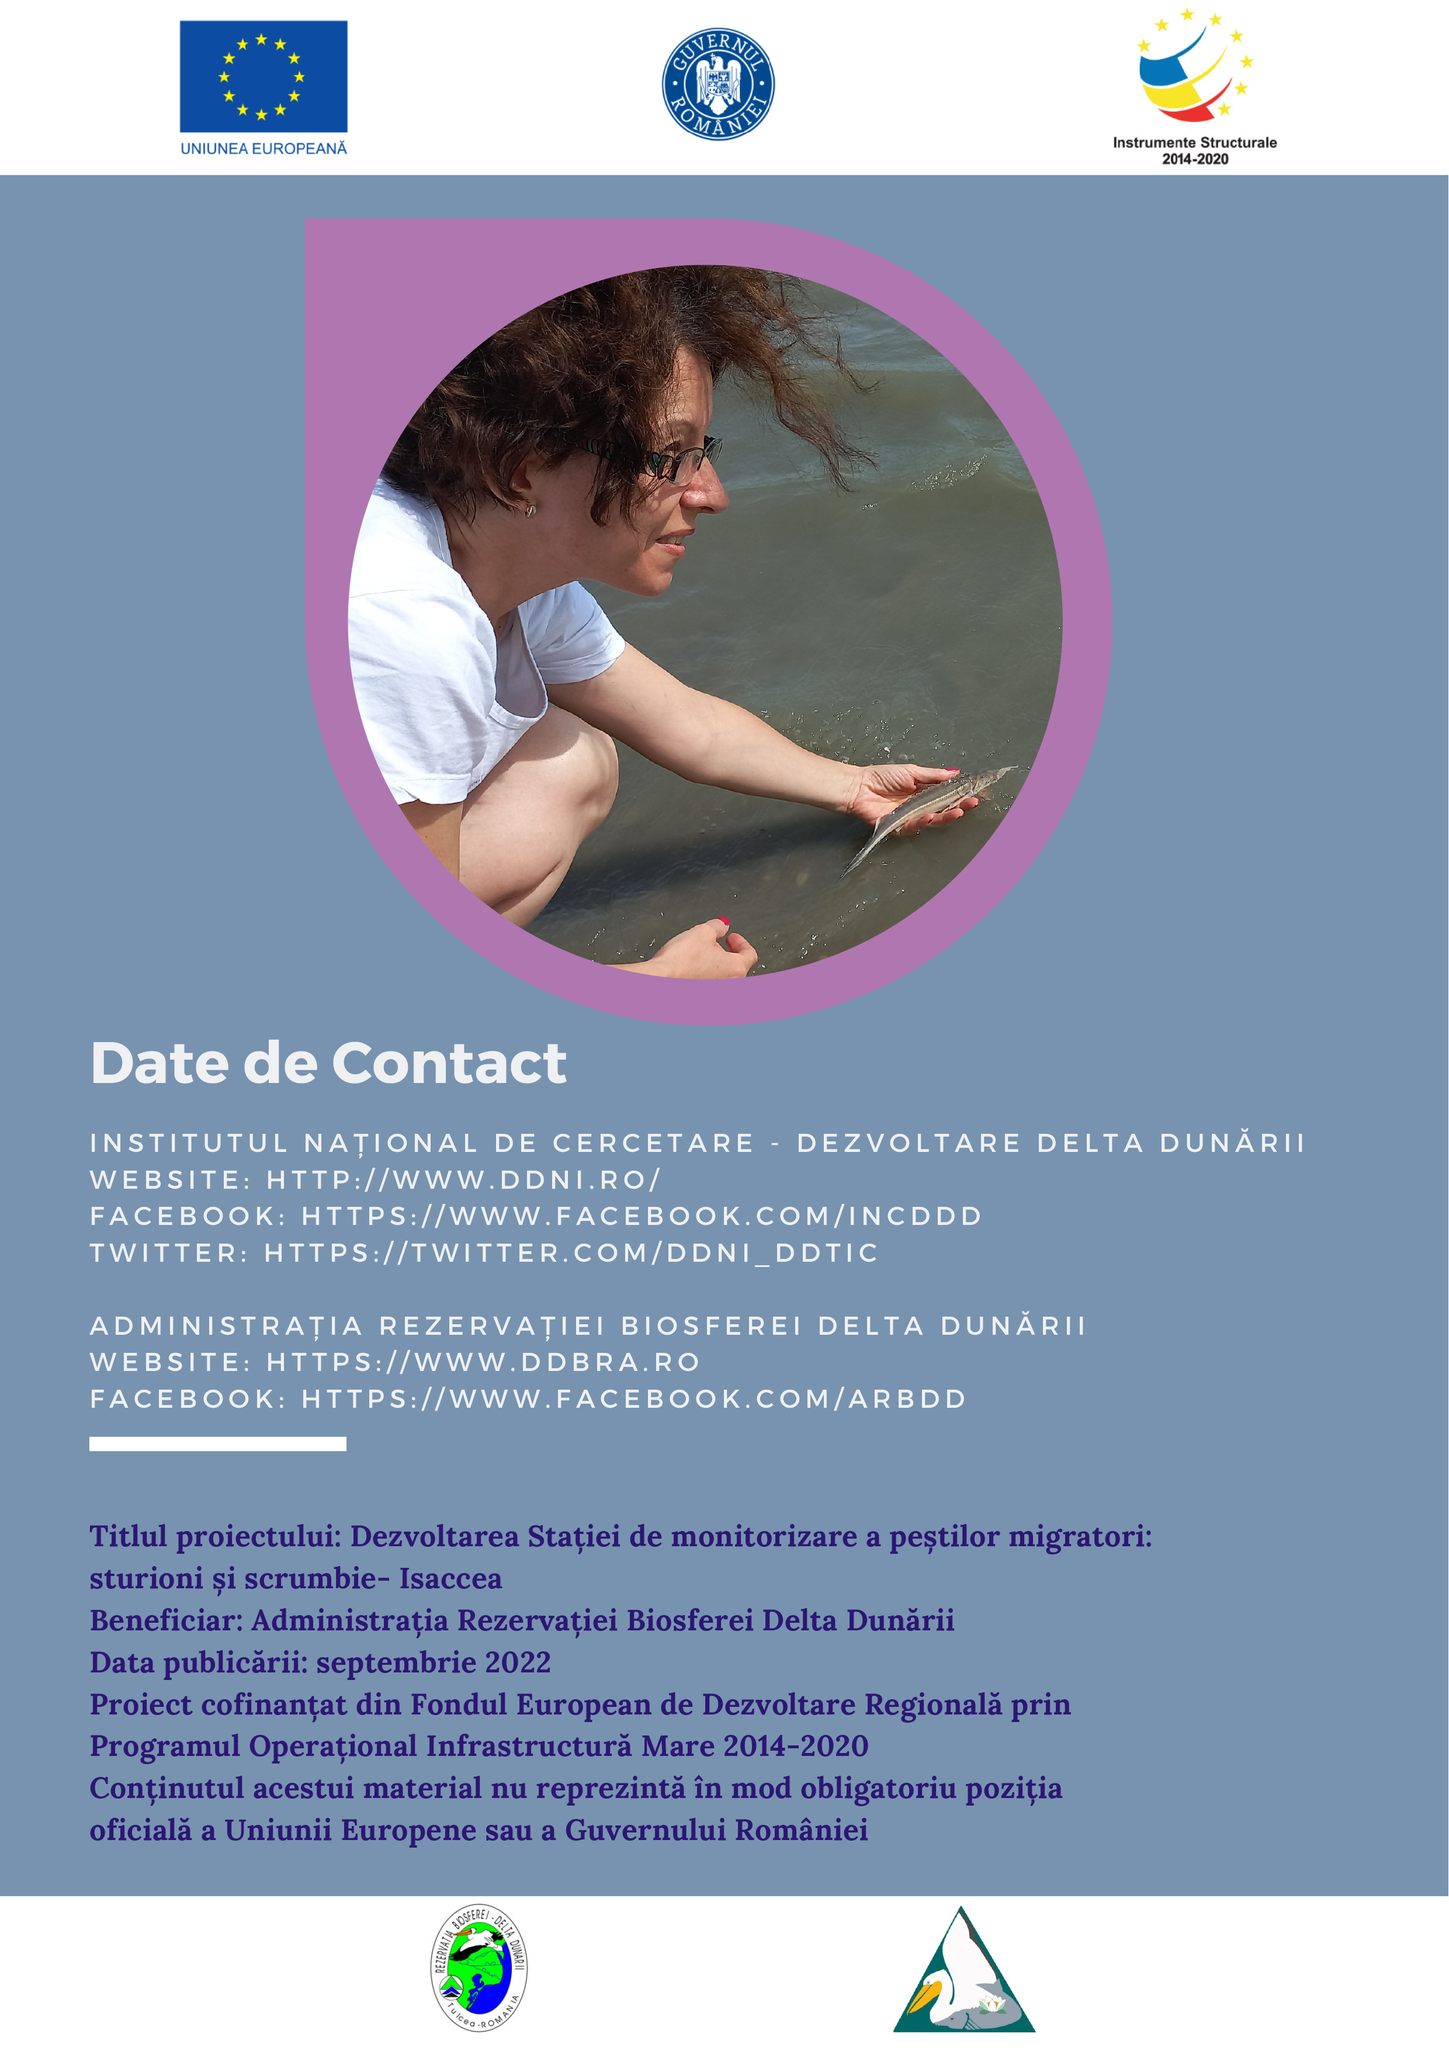 UNIUNEA EUROPEANĂ
GUVERNUL ROMÂNIEI
Instrumente Structurale
2014-2020
Date de Contact
INSTITUTUL NAȚIONAL DE CERCETARE - DEZVOLTARE DELTA DUNĂRII
WEBSITE: HTTP://WWW.DDNI.RO/
FACEBOOK: HTTPS://WWW.FACEBOOK.COM/INCDDD
TWITTER: HTTPS://TWITTER.COM/DDNI_DDTIC
ADMINISTRAȚIA REZERVAȚIEI BIOSFEREI DELTA DUNĂRII
WEBSITE: HTTPS://WWW.DDBRA.RO
FACEBOOK: HTTPS://WWW.FACEBOOK.COM/ARBDD
Titlul proiectului: Dezvoltarea Stației de monitorizare a peștilor migratori:
sturioni și scrumbie- Isaccea
Beneficiar: Administrația Rezervației Biosferei Delta Dunării
Data publicării: septembrie 2022
Proiect cofinanțat din Fondul European de Dezvoltare Regională prin
Programul Operațional Infrastructură Mare 2014-2020
Conținutul acestui material nu reprezintă în mod obligatoriu poziția
oficială a Uniunii Europene sau a Guvernului României
REZERVAȚIA BIOSFEREI - DELTA DUNĂRII
Tulcea - ROMANIA